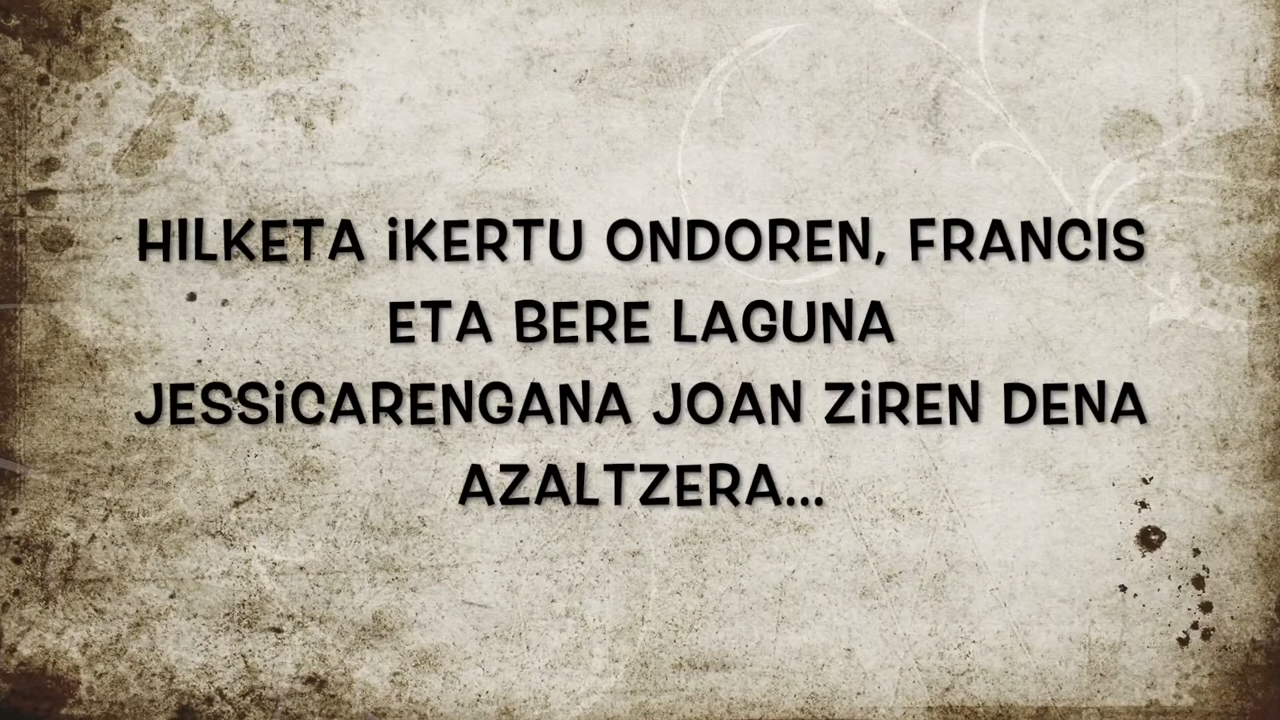 HILKETA iKERTU ONDOREN, FRANCIS
ETA BERE LAGUNA
JESSiCARENGANA JOAN ZiREN DENA
AZALTZERA...